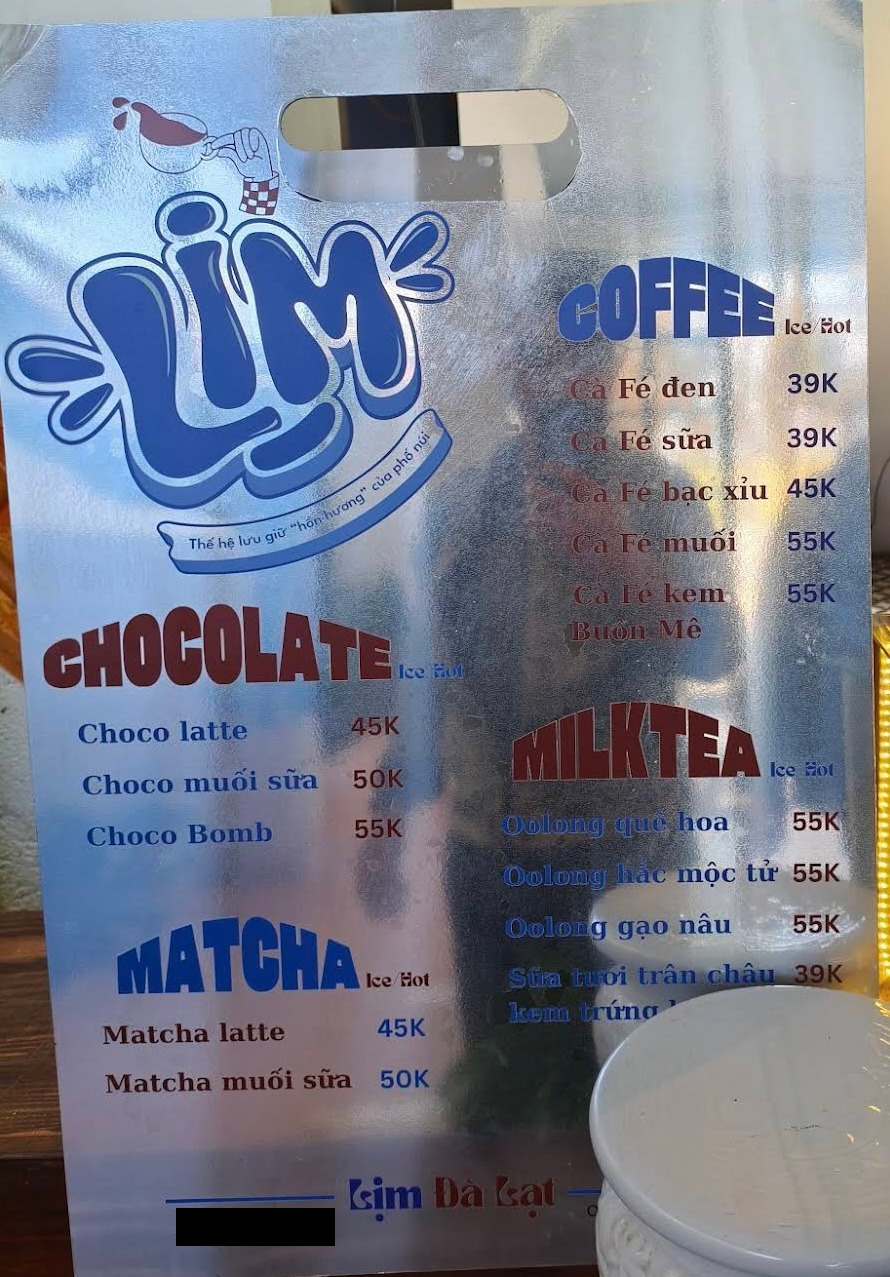 Lịm
Thế hệ lưu giữ "hồn hương" của phố núi
COFFEE Ice/Hot
Cà Fé đen 39K
Cà Fé sữa 39K
Cà Fé bạc xỉu 45K
Cà Fé muối 55K
Cà Fé kem 55K
Buôn Mê
CHOCOLATE Ice/Hot
Choco latte 45K
Choco muối sữa 50K
Choco Bomb 55K
MILKTEA Ice/Hot
Oolong quế hoa 55K
Oolong hắc mộc tử 55K
Oolong gạo nâu 55K
Sữa tươi trân châu 39K
kem trứng
MATCHA Ice/Hot
Matcha latte 45K
Matcha muối sữa 50K
Lịm Đà Lạt